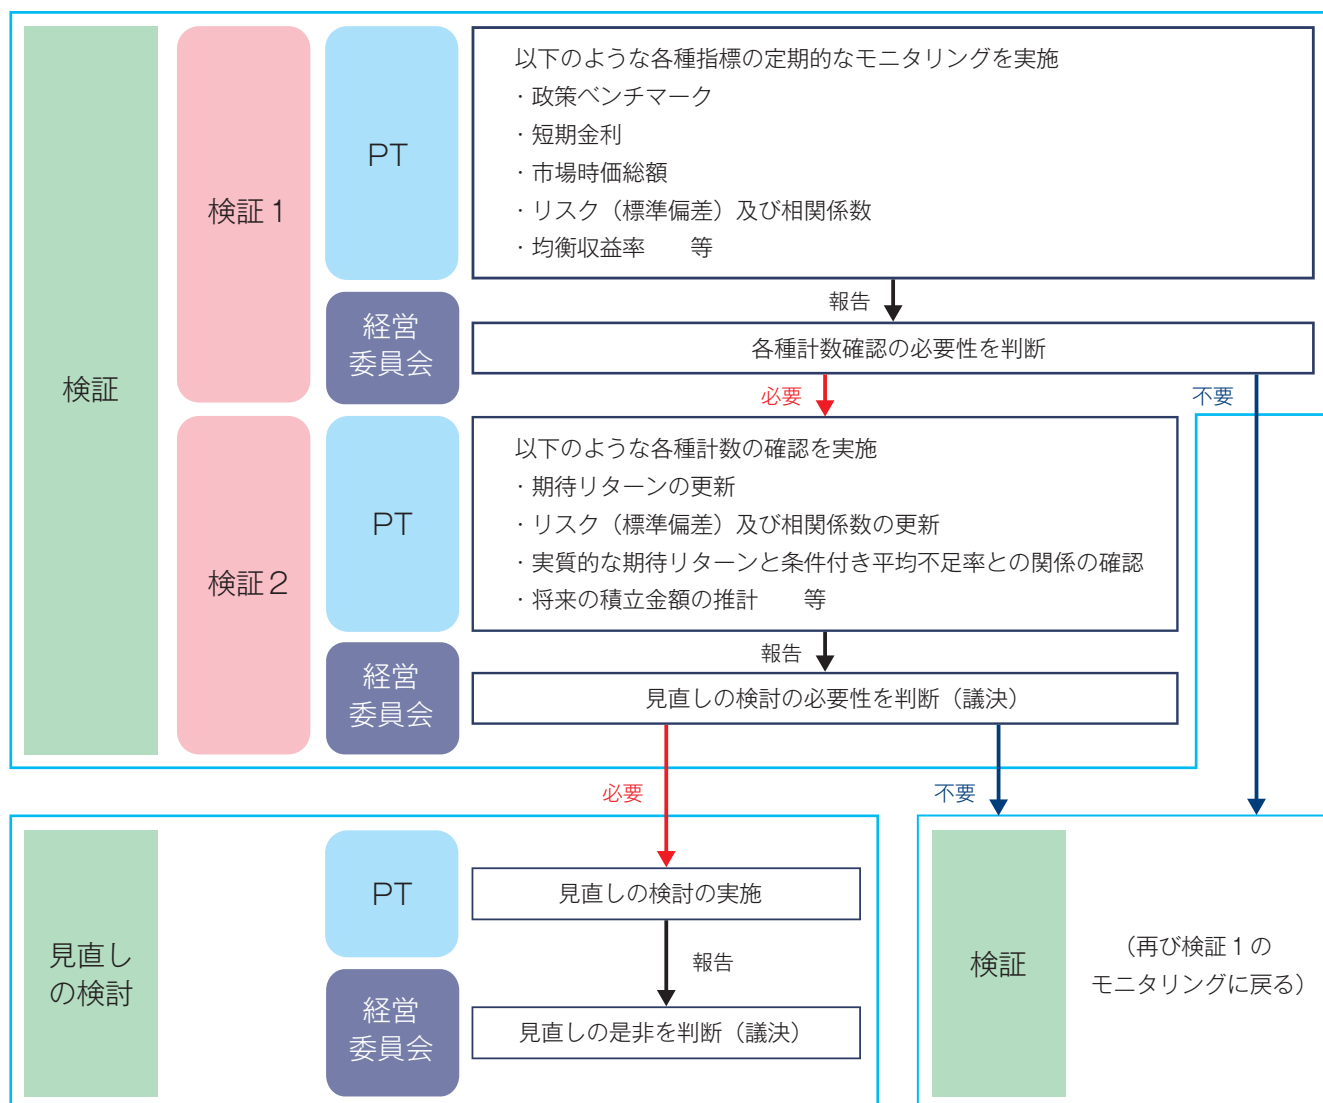 検証
検証１
PT
以下のような各種指標の定期的なモニタリングを実施
・政策ベンチマーク
・短期金利
・市場時価総額
・リスク（標準偏差）及び相関係数
・均衡収益率　　等
報告
経営
委員会
各種計数確認の必要性を判断
必要
不要
検証２
PT
以下のような各種計数の確認を実施
・期待リターンの更新
・リスク（標準偏差）及び相関係数の更新
・実質的な期待リターンと条件付き平均不足率との関係の確認
・将来の積立金額の推計　　等
報告
経営
委員会
見直しの検討の必要性を判断（議決）
必要
不要
見直し
の検討
PT
見直しの検討の実施
報告
経営
委員会
見直しの是非を判断（議決）
検証
（再び検証１の
モニタリングに戻る）